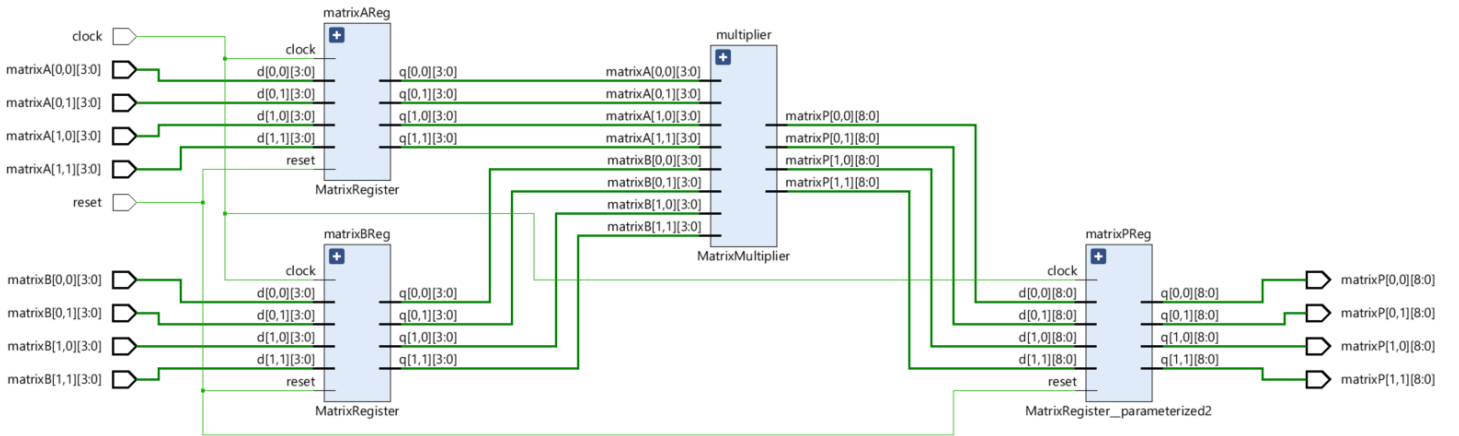 matrixAReg
clock
clock
matrixA[0,0][3:0]
d[0,0][3:0]
q[0,0][3:0]
matrixA[0,1][3:0]
d[0,1][3:0]
q[0,1][3:0]
matrixA[1,0][3:0]
d[1,0][3:0]
q[1,0][3:0]
matrixA[1,1][3:0]
d[1,1][3:0]
q[1,1][3:0]
reset
MatrixRegister
reset
multiplier
matrixA[0,0][3:0]
matrixA[0,1][3:0]
matrixA[1,0][3:0]
matrixA[1,1][3:0]
matrixB[0,0][3:0]
matrixB[0,1][3:0]
matrixB[1,0][3:0]
matrixB[1,1][3:0]
matrixP[0,0][8:0]
matrixP[0,1][8:0]
matrixP[1,0][8:0]
matrixP[1,1][8:0]
MatrixMultiplier
matrixBReg
clock
matrixB[0,0][3:0]
d[0,0][3:0]
q[0,0][3:0]
matrixB[0,1][3:0]
d[0,1][3:0]
q[0,1][3:0]
matrixB[1,0][3:0]
d[1,0][3:0]
q[1,0][3:0]
matrixB[1,1][3:0]
d[1,1][3:0]
q[1,1][3:0]
reset
MatrixRegister
matrixPReg
clock
d[0,0][8:0]
q[0,0][8:0]
matrixP[0,0][8:0]
d[0,1][8:0]
q[0,1][8:0]
matrixP[0,1][8:0]
d[1,0][8:0]
q[1,0][8:0]
matrixP[1,0][8:0]
d[1,1][8:0]
q[1,1][8:0]
matrixP[1,1][8:0]
reset
MatrixRegister__parameterized2